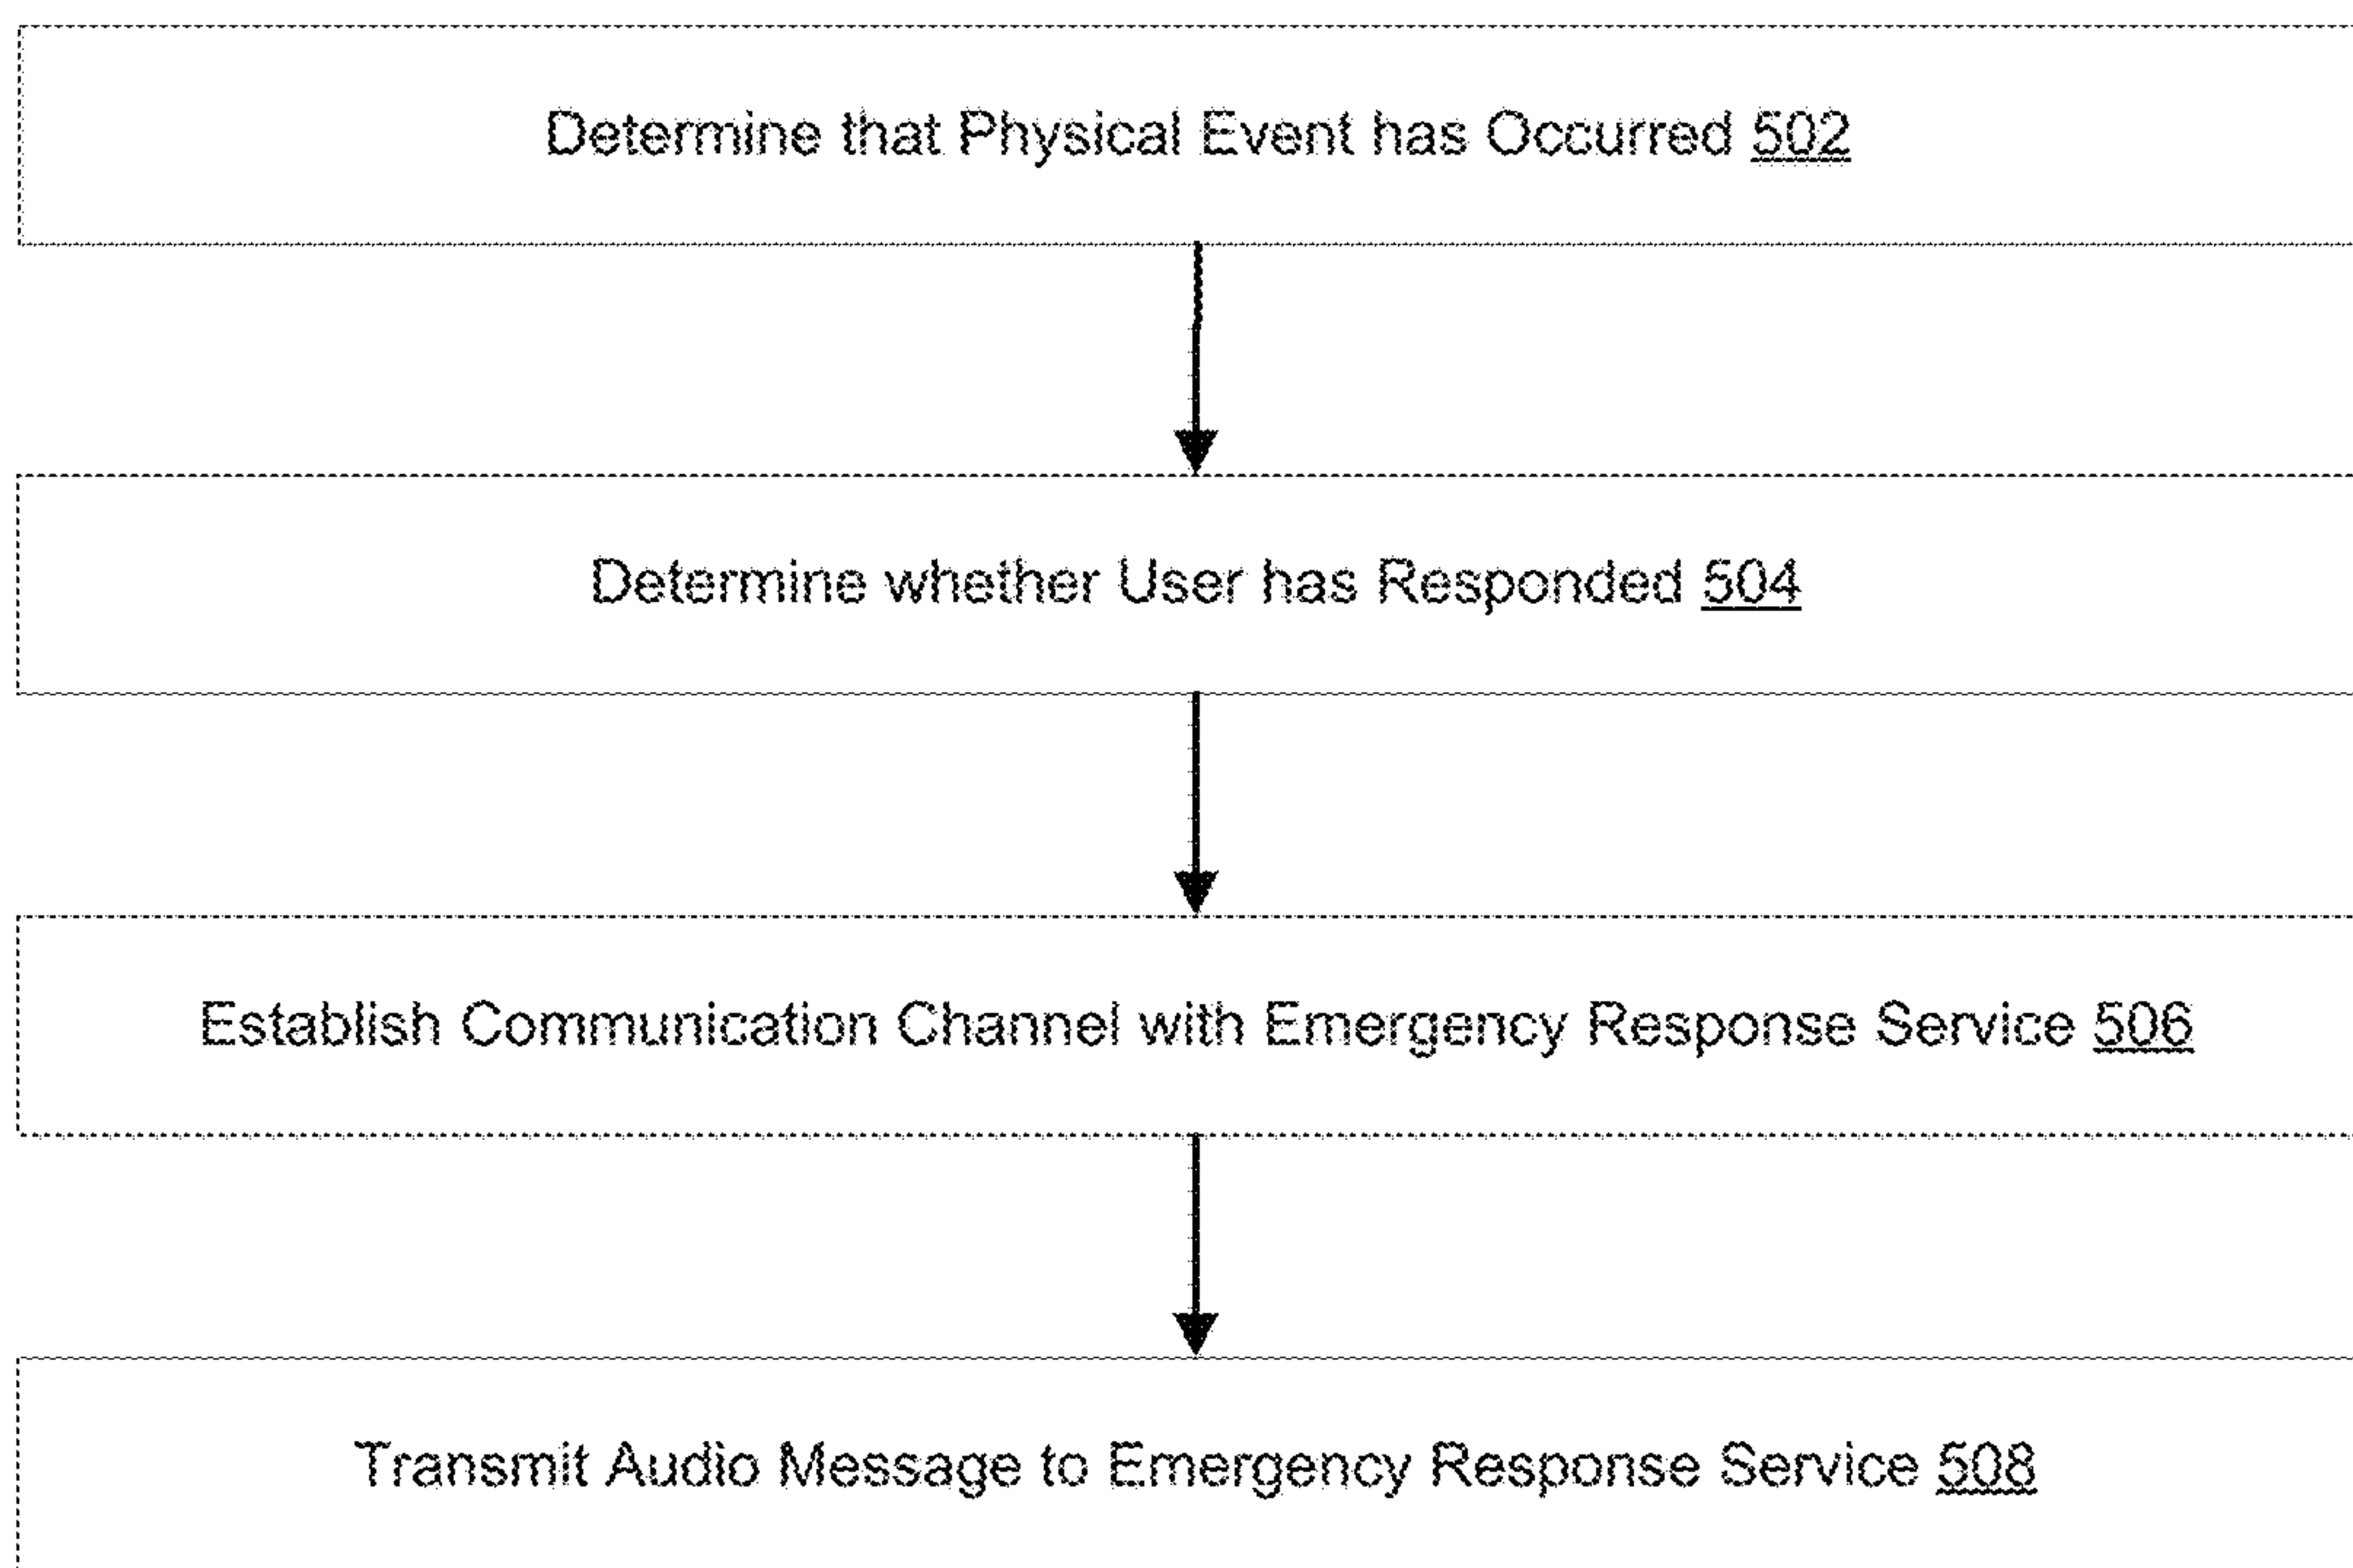 Determine that Physical Event has Occurred 502
Determine whether User has Responded 504
Establish Communication Channel with Emergency Response Service 506
Transmit Audio Message to Emergency Response Service 508